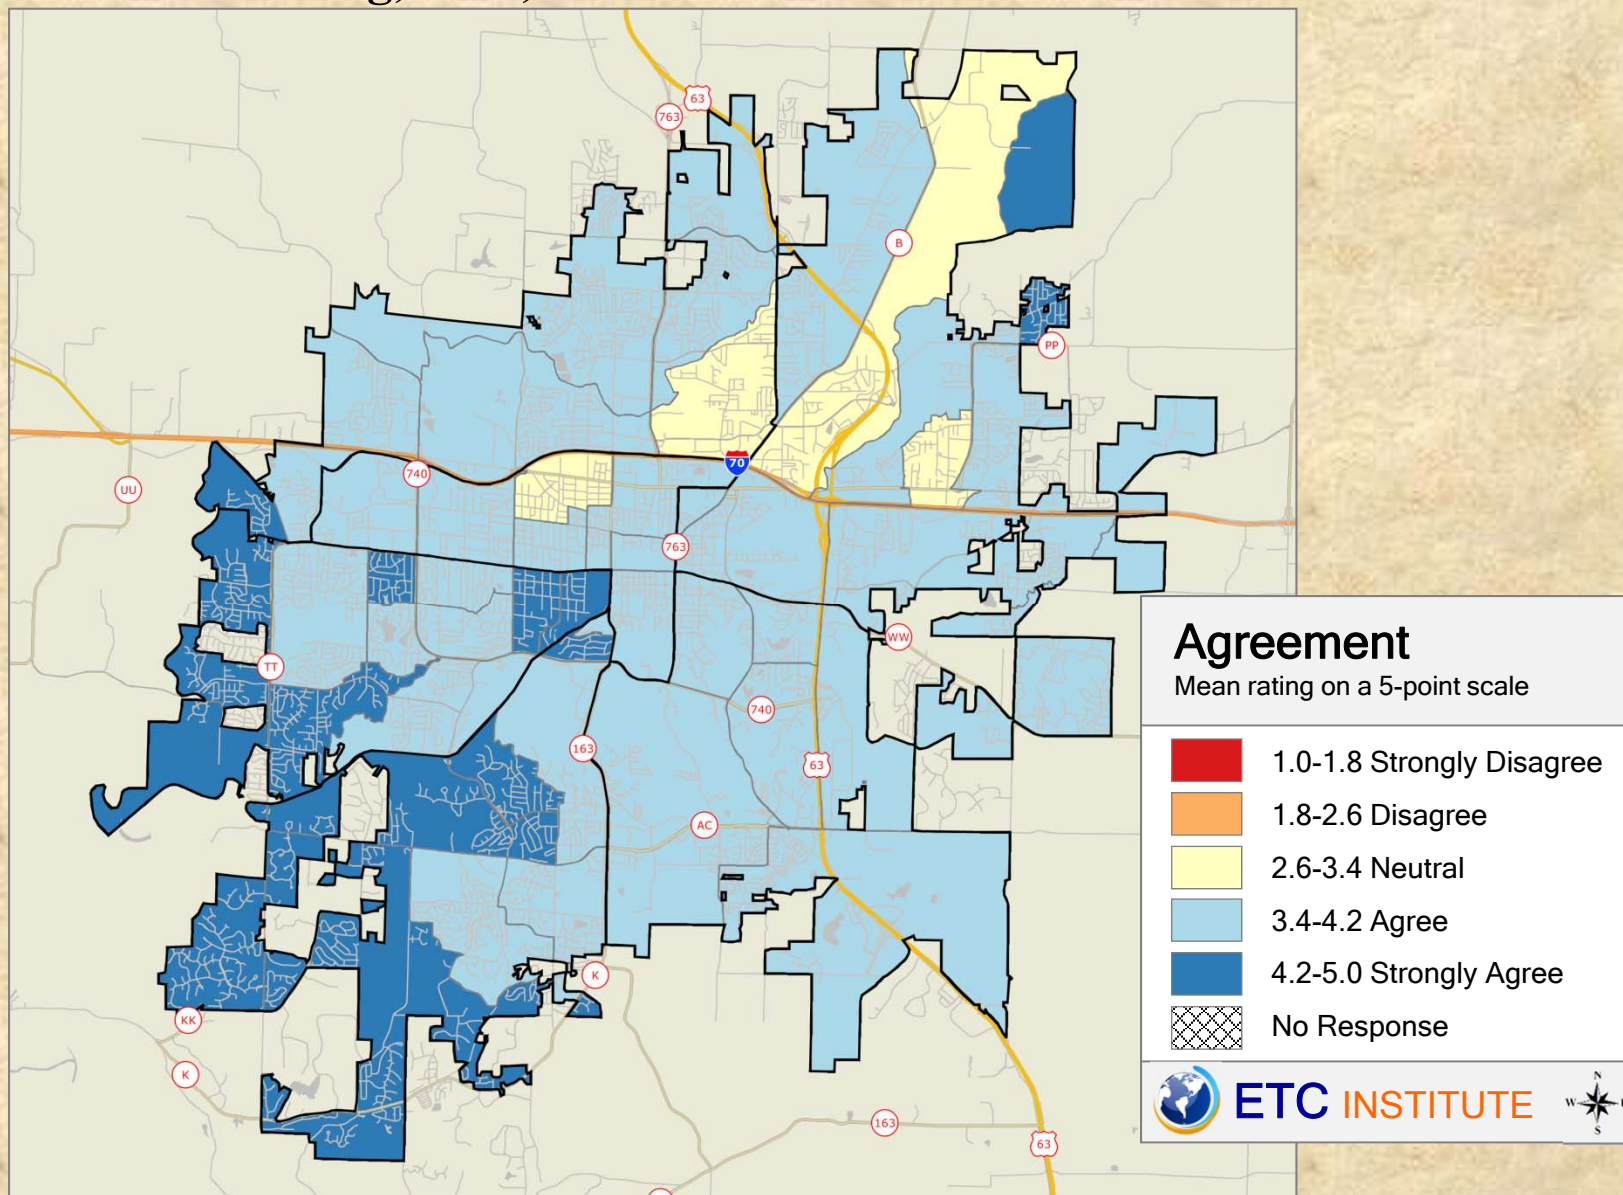 63
763
B
PP
70
740
UU
763
WW
TT
740
163
63
AC
K
KK
K
163
63
Agreement
Mean rating on a 5-point scale
1.0-1.8 Strongly Disagree
1.8-2.6 Disagree
2.6-3.4 Neutral
3.4-4.2 Agree
4.2-5.0 Strongly Agree
No Response
ETC INSTITUTE
N
W
S